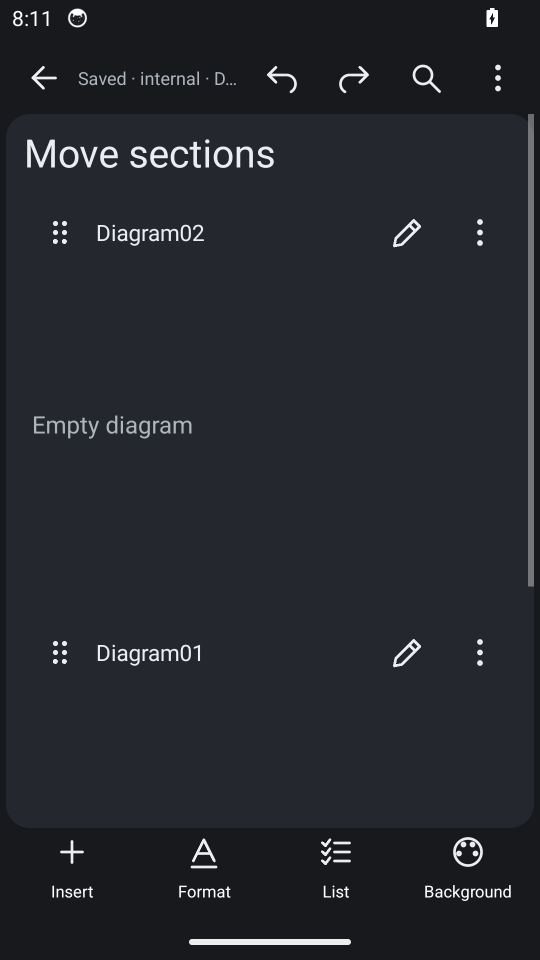 8:11
Saved · internal · D...
Move sections
Diagram02
Empty diagram
Diagram01
Insert
Format
List
Background